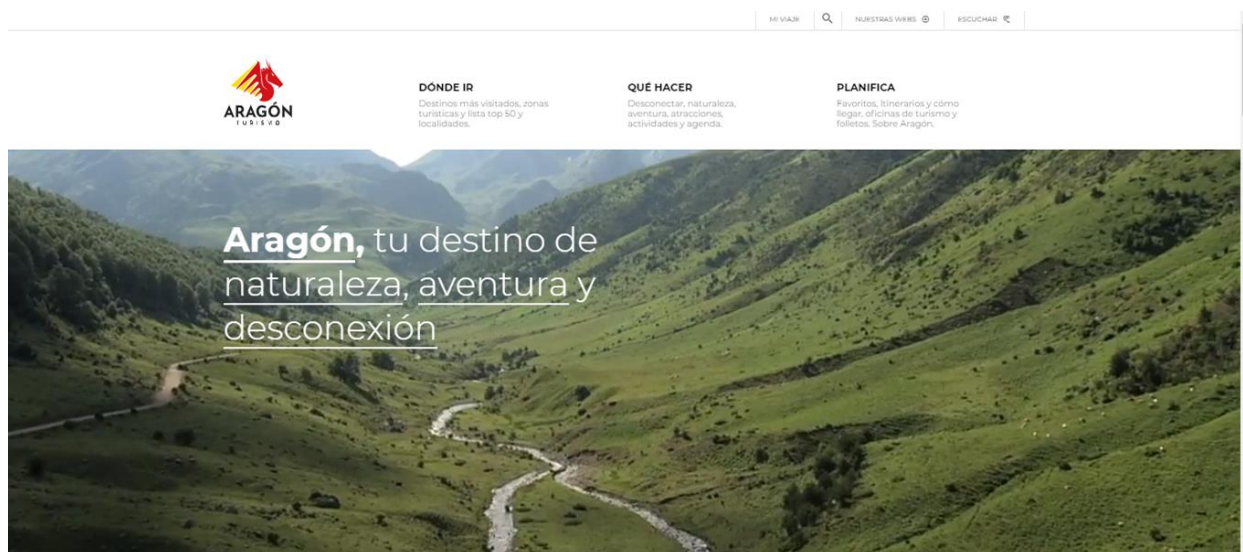 MI VIAJE
NUESTRAS WEBS
ESCUCHAR
ARAGÓN
TURISMO
DÓNDE IR
Destinos más visitados, zonas
turísticas y lista top 50 y
localidades.
QUÉ HACER
Desconectar, naturaleza,
aventura, atracciones,
actividades y agenda.
PLANIFICA
Favoritos, Itinerarios y cómo
llegar, oficinas de turismo y
folletos, Sobre Aragón.
Aragón, tu destino de
naturaleza, aventura y
desconexión